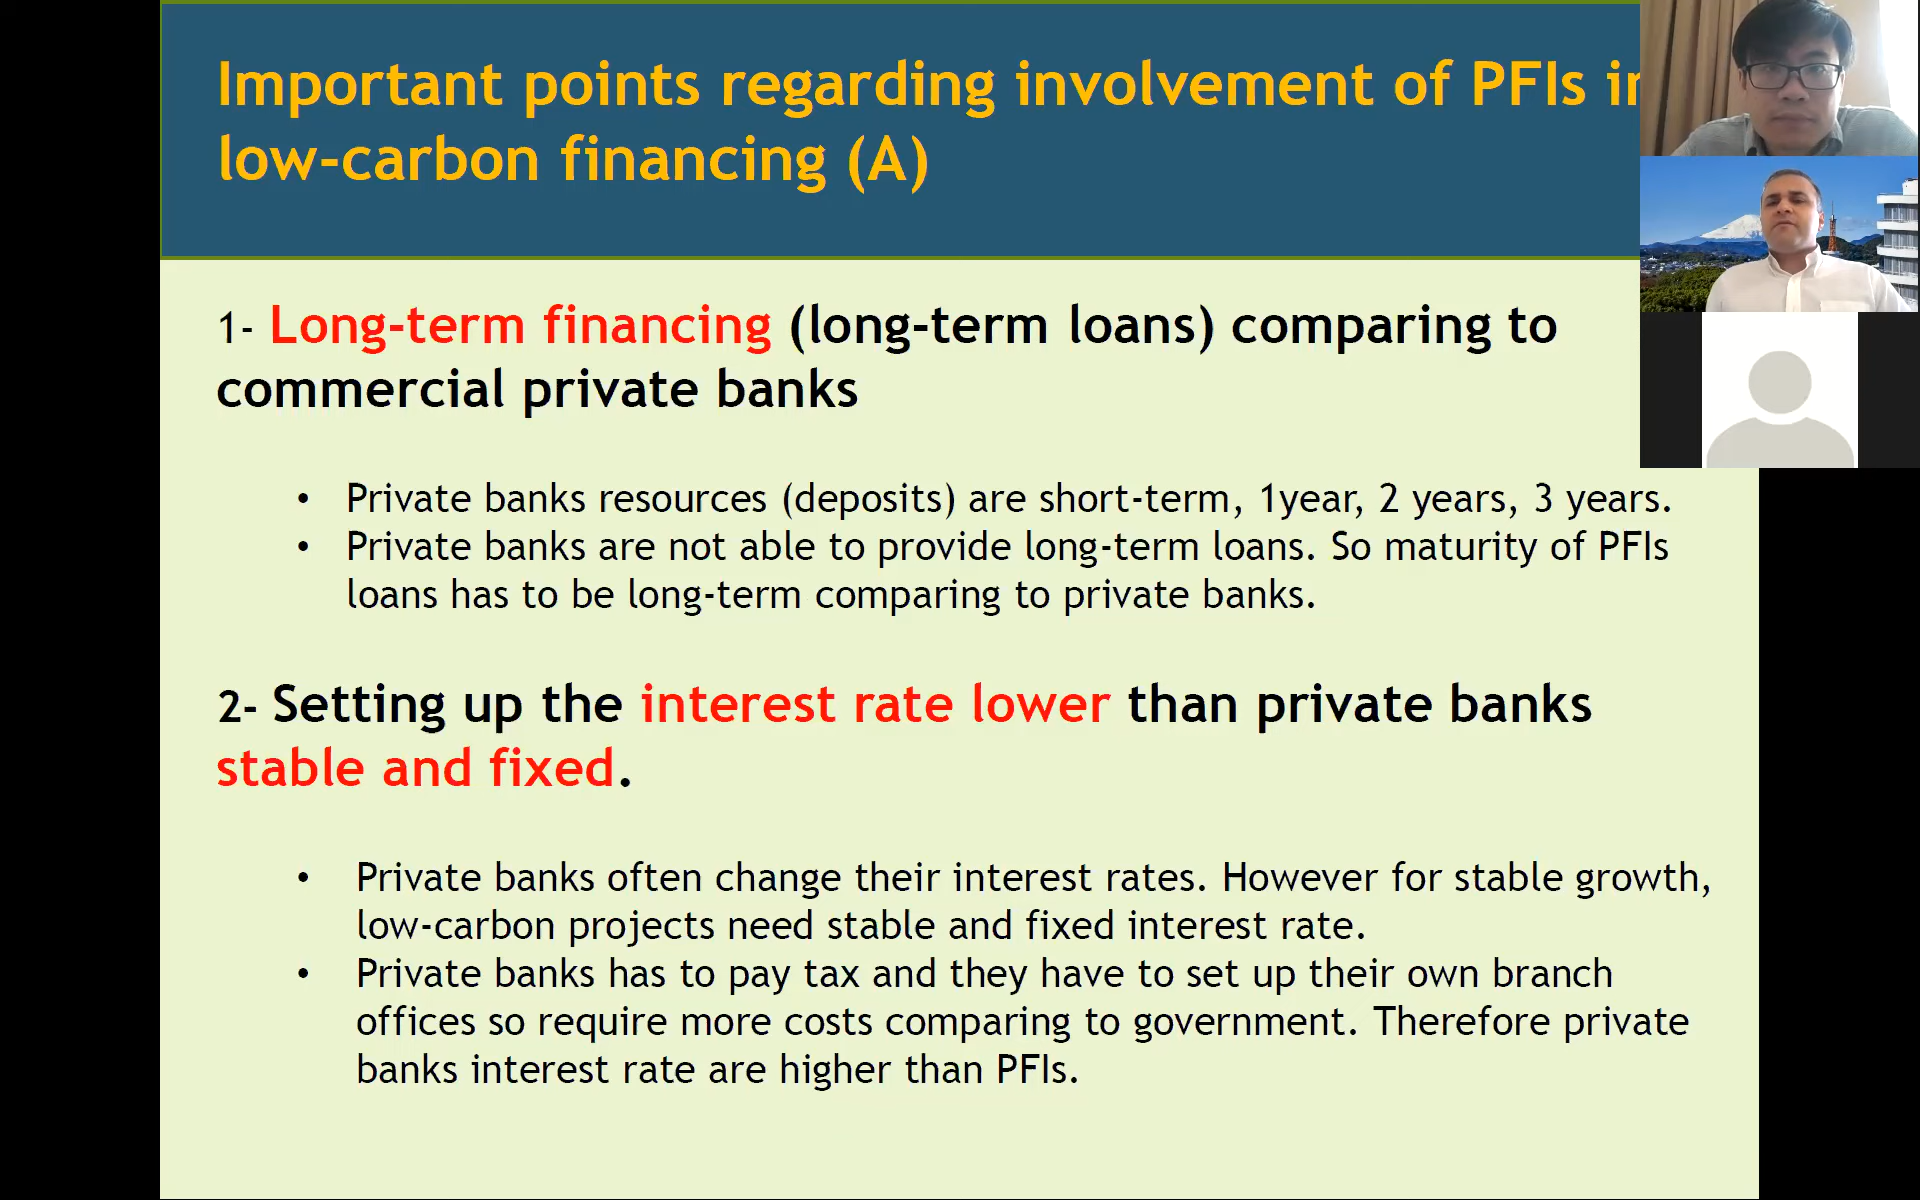 Important points regarding involvement of PFIs in
low-carbon financing (A)
1- Long-term financing (long-term loans) comparing to
commercial private banks
• Private banks resources (deposits) are short-term, 1year, 2 years, 3 years.
• Private banks are not able to provide long-term loans. So maturity of PFIs
loans has to be long-term comparing to private banks.
2- Setting up the interest rate lower than private banks
stable and fixed.
• Private banks often change their interest rates. However for stable growth,
low-carbon projects need stable and fixed interest rate.
• Private banks has to pay tax and they have to set up their own branch
offices so require more costs comparing to government. Therefore private
banks interest rate are higher than PFIs.